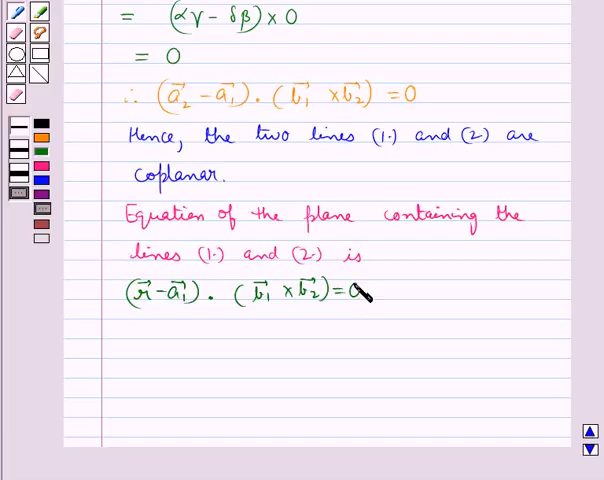 = (αγ − δβ) × 0
= 0
∴ (a⃗₂ − a⃗₁) . (b⃗₁ × b⃗₂) = 0
Hence, the two lines (1.) and (2) are
coplanar.
Equation of the plane containing the
lines (1.) and (2.) is
(r⃗ − a⃗₁) . (b⃗₁ × b⃗₂) = 0